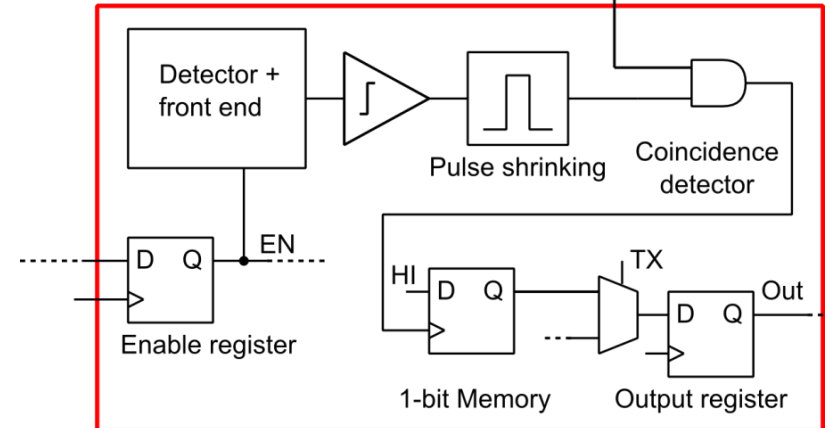 Detector +
front end
Pulse shrinking
Coincidence
detector
EN
D Q
Enable register
HI
D Q
TX
D Q
Out
1-bit Memory
Output register